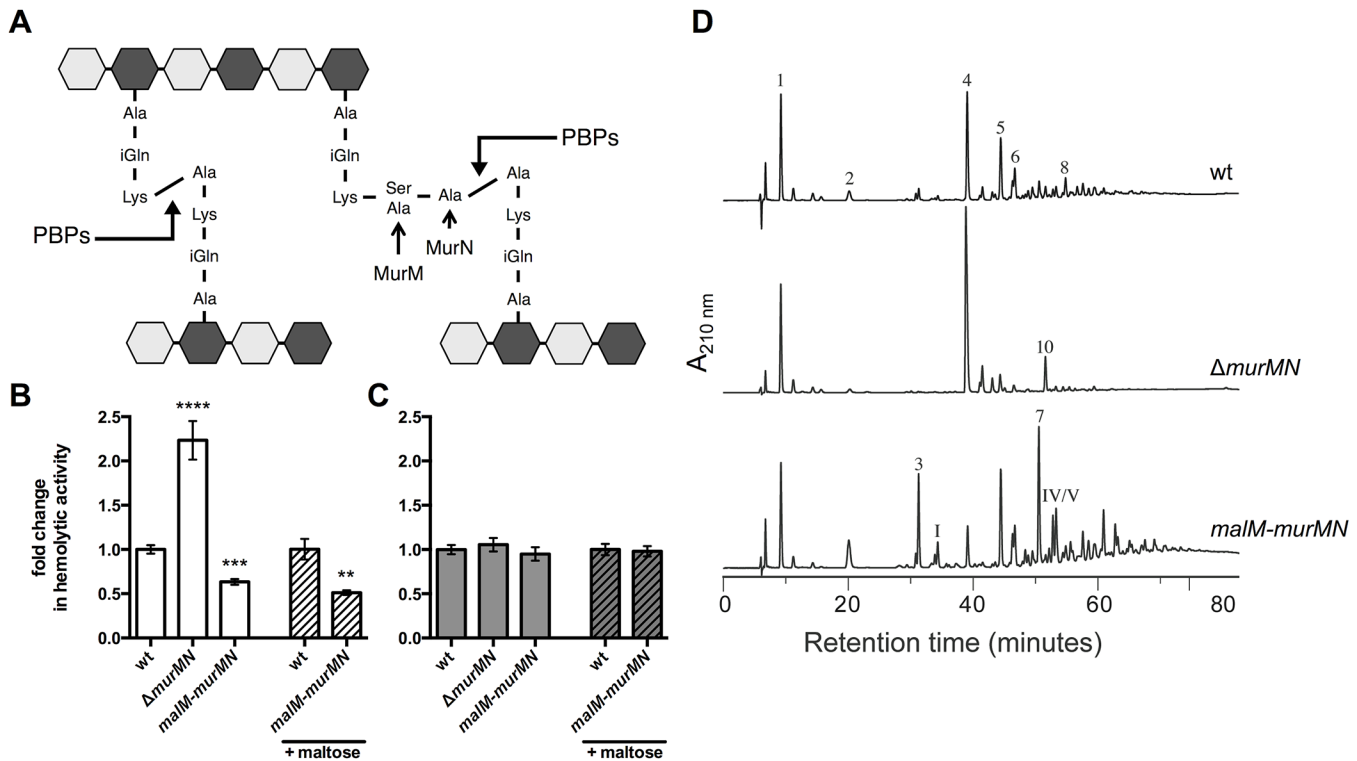 A
Ala
iGln
Lys
Ala
Lys
iGln
Ala
PBPs
Ala
iGln
Lys
Ser
Ala
Ala
Ala
Lys
iGln
Ala
PBPs
MurM
MurN
B
fold change
in hemolytic activity
2.5
2.0
1.5
1.0
0.5
0.0
****
***
**
wt
ΔmurMN
malM-murMN
wt
malM-murMN
+ maltose
C
2.5
2.0
1.5
1.0
0.5
0.0
wt
ΔmurMN
malM-murMN
wt
malM-murMN
+ maltose
D
A210 nm
1
2
4
5
6
8
wt
10
ΔmurMN
3
I
7
IV/V
malM-murMN
0 20 40 60 80
Retention time (minutes)